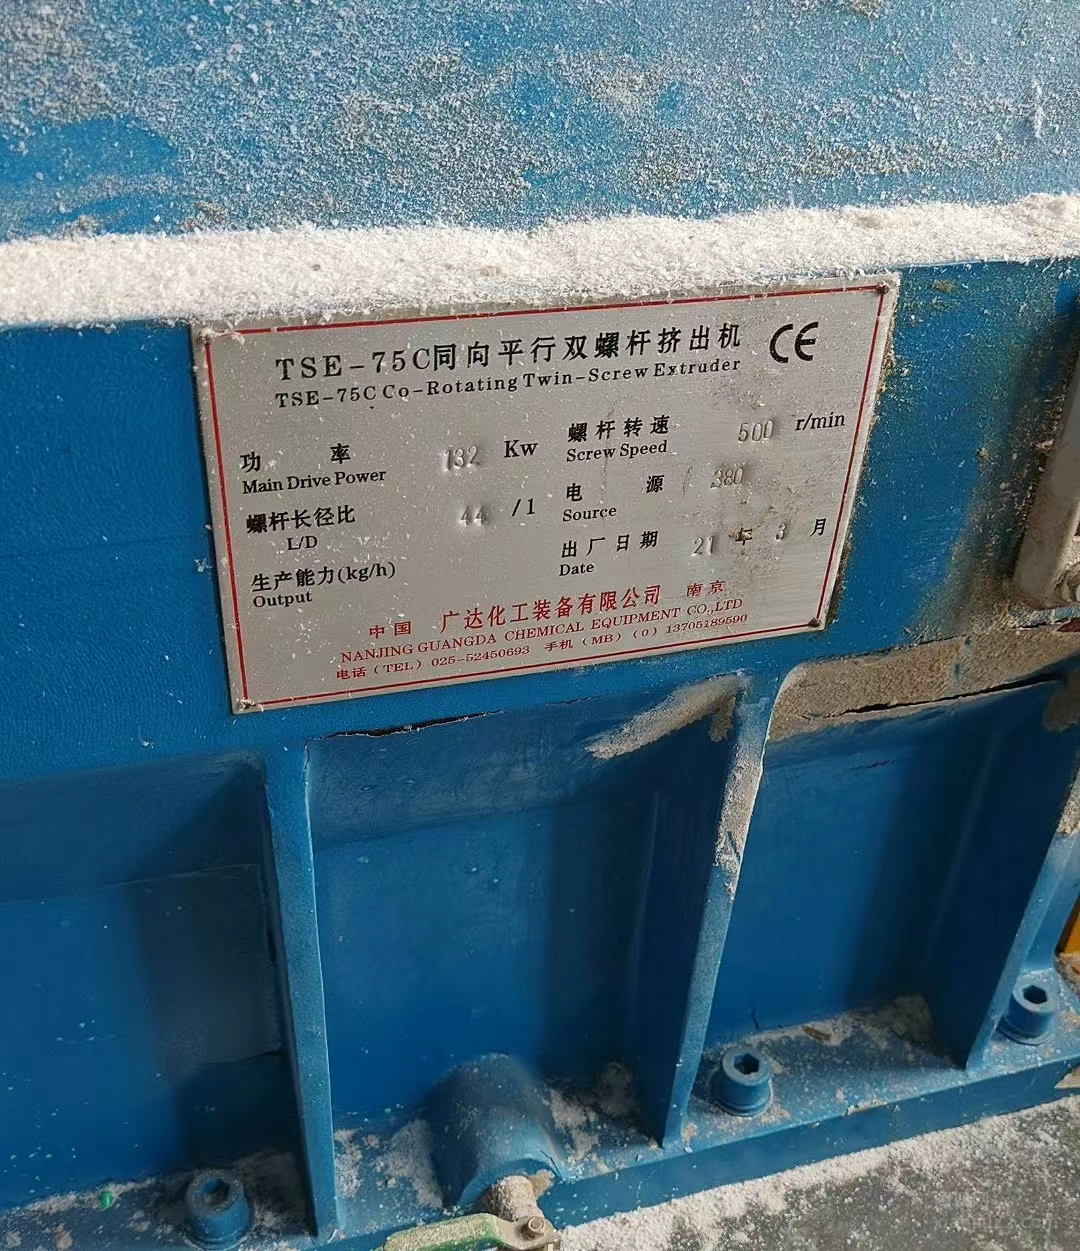 TSE-75C同向平行双螺杆挤出机 CE
TSE-75C Co-Rotating Twin-Screw Extruder
功 率 132 Kw 螺杆转速 500 r/min
Main Drive Power Screw Speed
螺杆长径比 44 /1 电 源 380
L/D Source
生产能力(kg/h) 出厂日期 21 年 3 月
Output Date
中国 广达化工装备有限公司 南京
NANJING GUANGDA CHEMICAL EQUIPMENT CO.,LTD
电话(TEL) 025-52450693 手机(MB)(0)13705189590